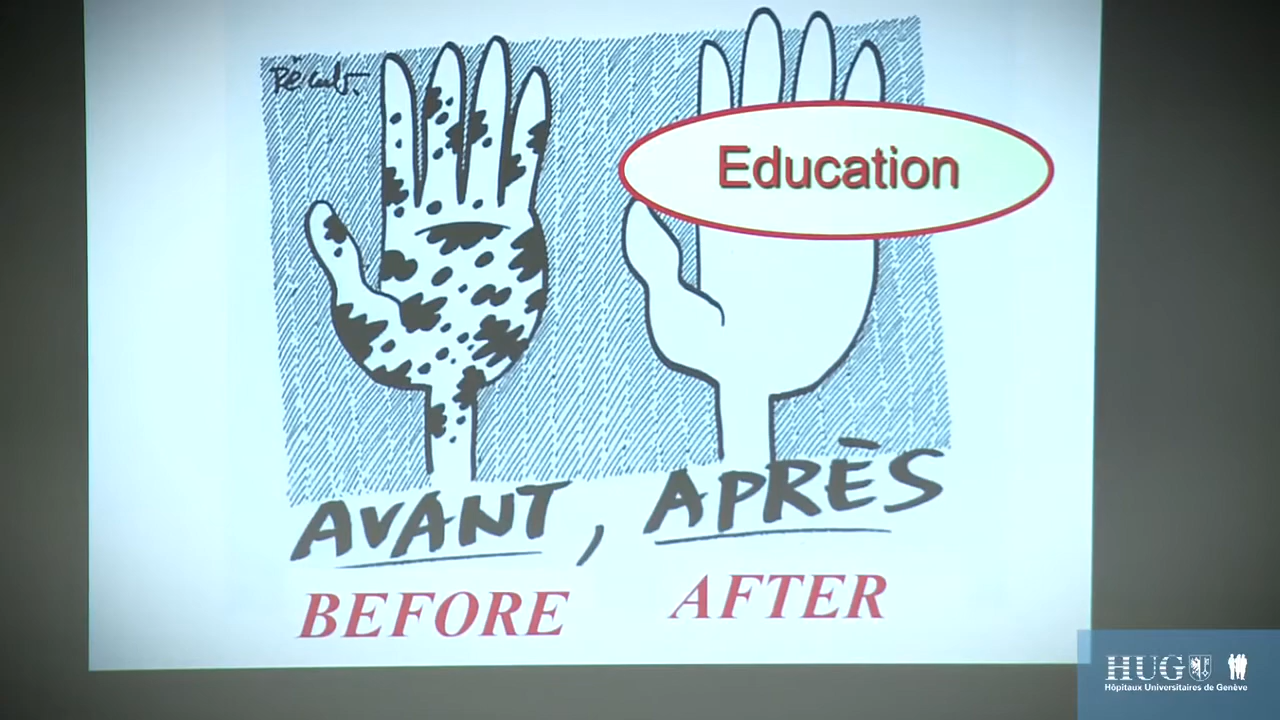 Education
AVANT, APRÈS
BEFORE AFTER
HUG
Hôpitaux Universitaires de Genève